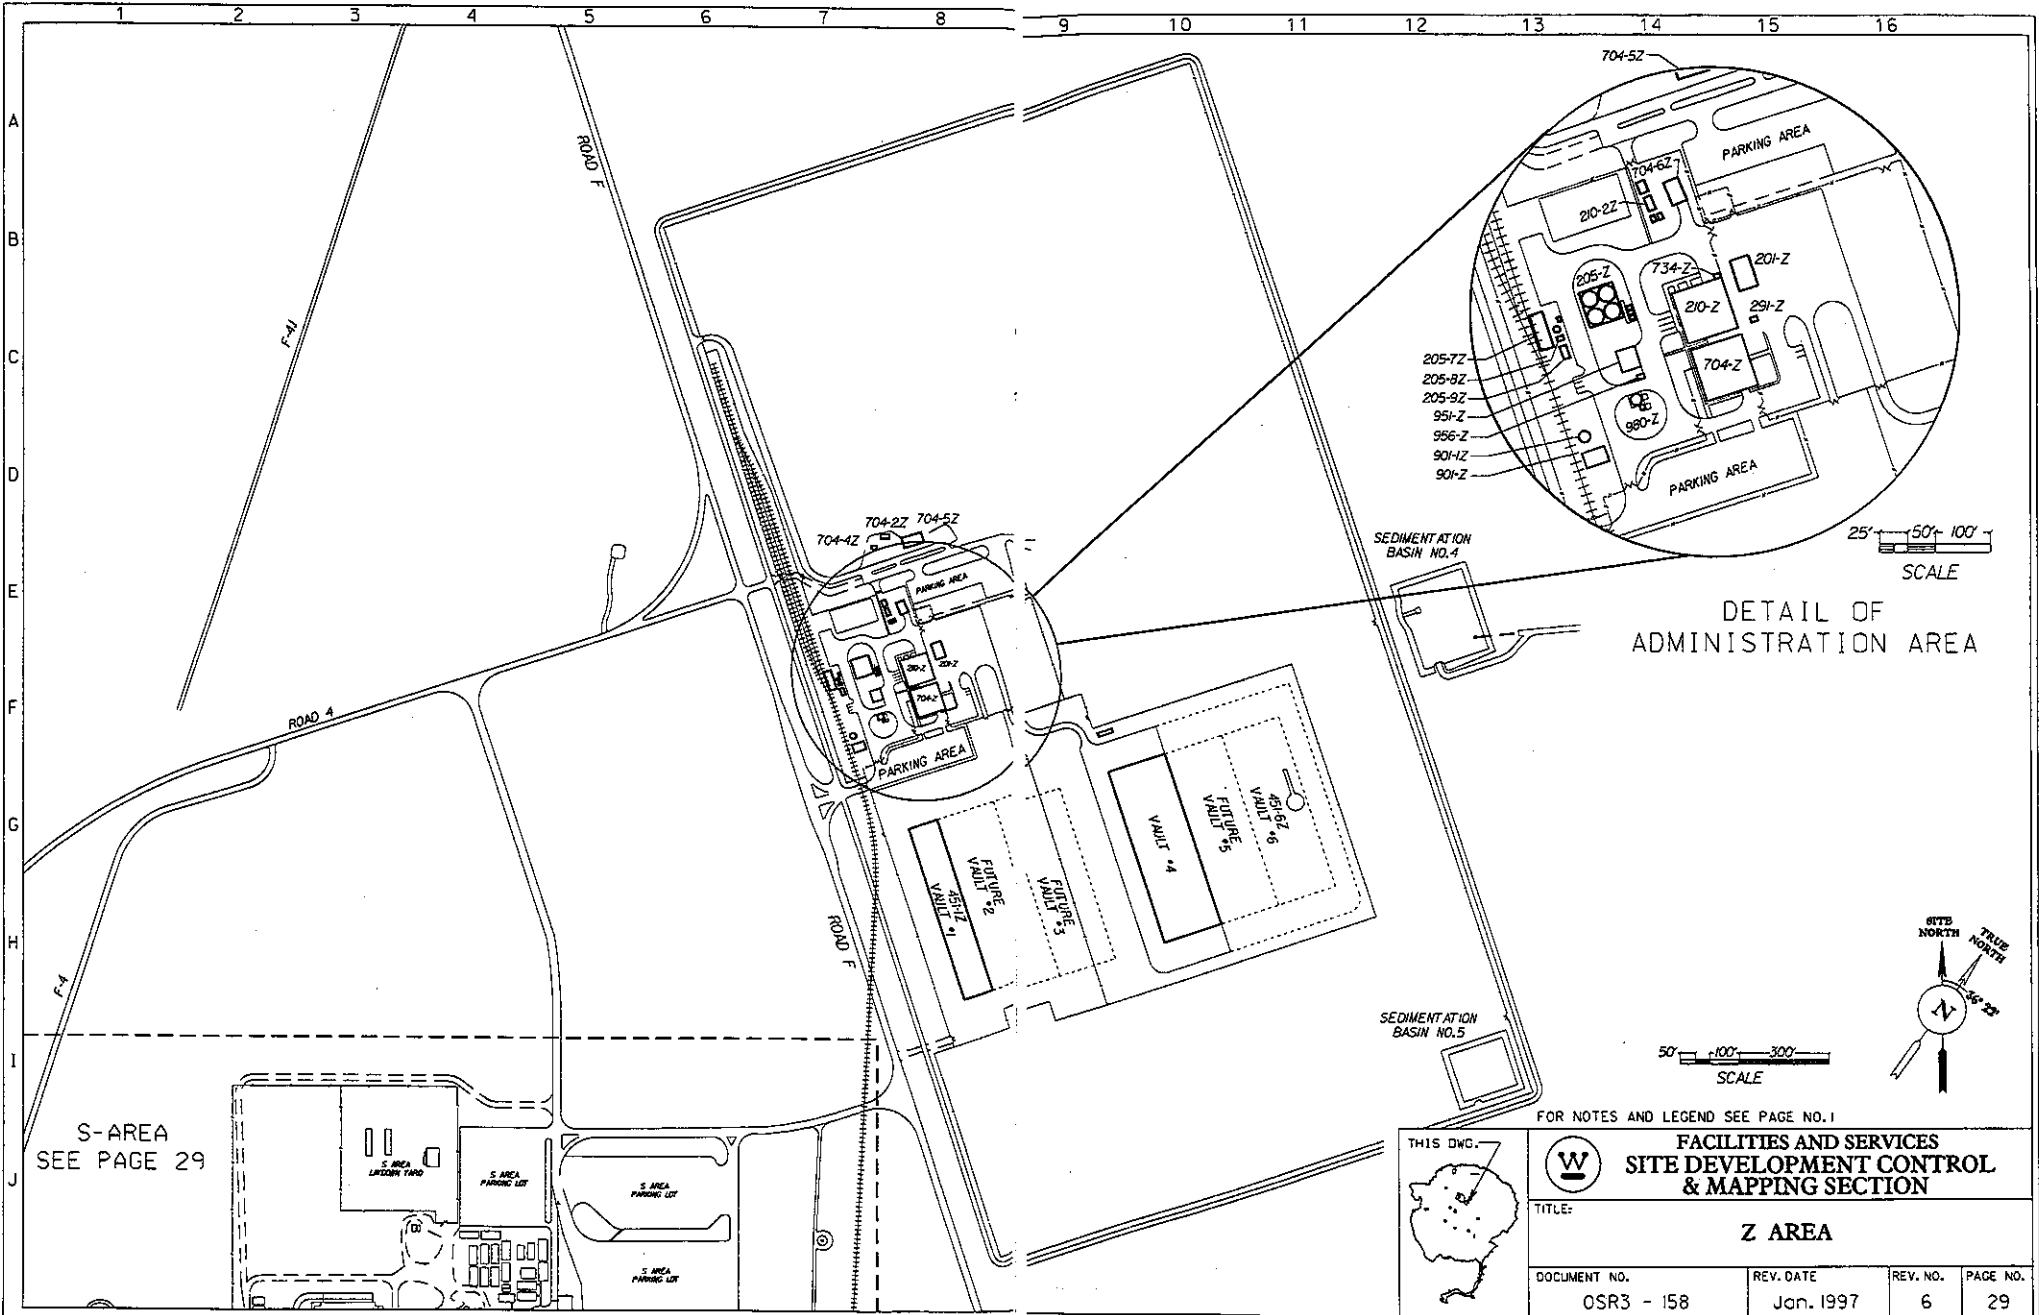 1 2 3 4 5 6 7 8 9 10 11 12 13 14 15 16
A
B
C
D
E
F
G
H
I
J
704-5Z
PARKING AREA
704-6Z
210-2Z
734-Z
201-Z
205-Z
210-Z
291-Z
704-Z
205-7Z
205-8Z
205-9Z
951-Z
956-Z
980-Z
901-1Z
901-Z
PARKING AREA
25' 50' 100'
SCALE
DETAIL OF
ADMINISTRATION AREA
ROAD F
F-41
704-2Z
704-5Z
704-4Z
PARKING AREA
210-Z
201-Z
704-Z
PARKING AREA
SEDIMENTATION
BASIN NO.4
ROAD 4
451-1Z
VAULT #1
FUTURE
VAULT #2
FUTURE
VAULT #3
VAULT #4
FUTURE
VAULT #5
451-6Z
VAULT #6
ROAD F
F-4
SEDIMENTATION
BASIN NO.5
SITE
NORTH
TRUE
NORTH
N
50' 100' 300'
SCALE
S-AREA
SEE PAGE 29
S AREA
LAYDOWN YARD
S AREA
PARKING LOT
S AREA
PARKING LOT
S AREA
PARKING LOT
FOR NOTES AND LEGEND SEE PAGE NO.1
THIS DWG.
W
FACILITIES AND SERVICES
SITE DEVELOPMENT CONTROL
& MAPPING SECTION
TITLE:
Z AREA
DOCUMENT NO.
OSR3 - 158
REV. DATE
Jan. 1997
REV. NO.
6
PAGE NO.
29